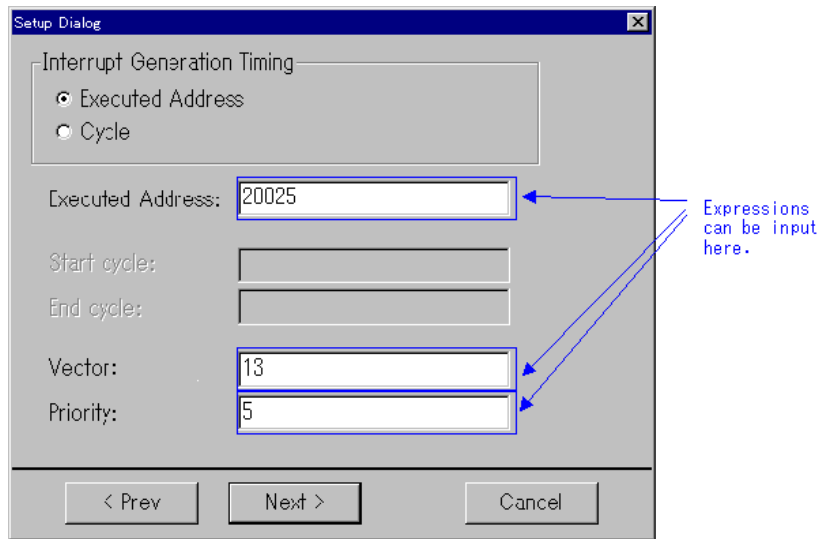 Setup Dialog
Interrupt Generation Timing
Executed Address
Cycle
Executed Address:
20025
Expressions
can be input
here.
Start cycle:
End cycle:
Vector:
13
Priority:
5
< Prev
Next >
Cancel